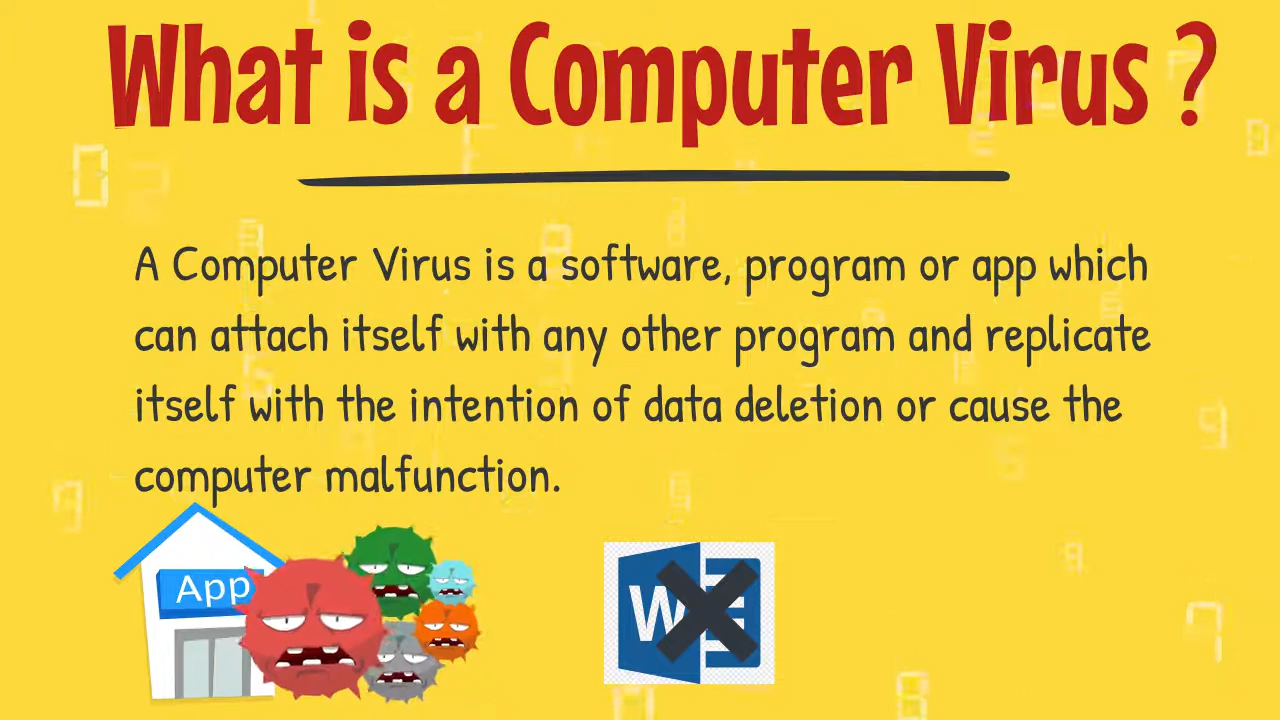 What is a Computer Virus ?
A Computer Virus is a software, program or app which
can attach itself with any other program and replicate
itself with the intention of data deletion or cause the
computer malfunction.
App
W